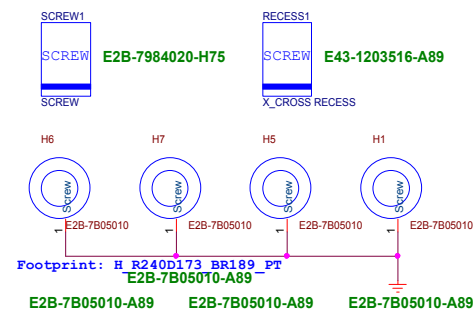 SCREW1 RECESS1
SCREW E2B-7984020-H75 SCREW E43-1203516-A89
SCREW X_CROSS RECESS
H6 H7 H5 H1
Screw Screw Screw Screw
1 E2B-7B05010 1 E2B-7B05010 1 E2B-7B05010 1 E2B-7B05010
Footprint: H_R240D173_BR189_PT
E2B-7B05010-A89
E2B-7B05010-A89 E2B-7B05010-A89 E2B-7B05010-A89